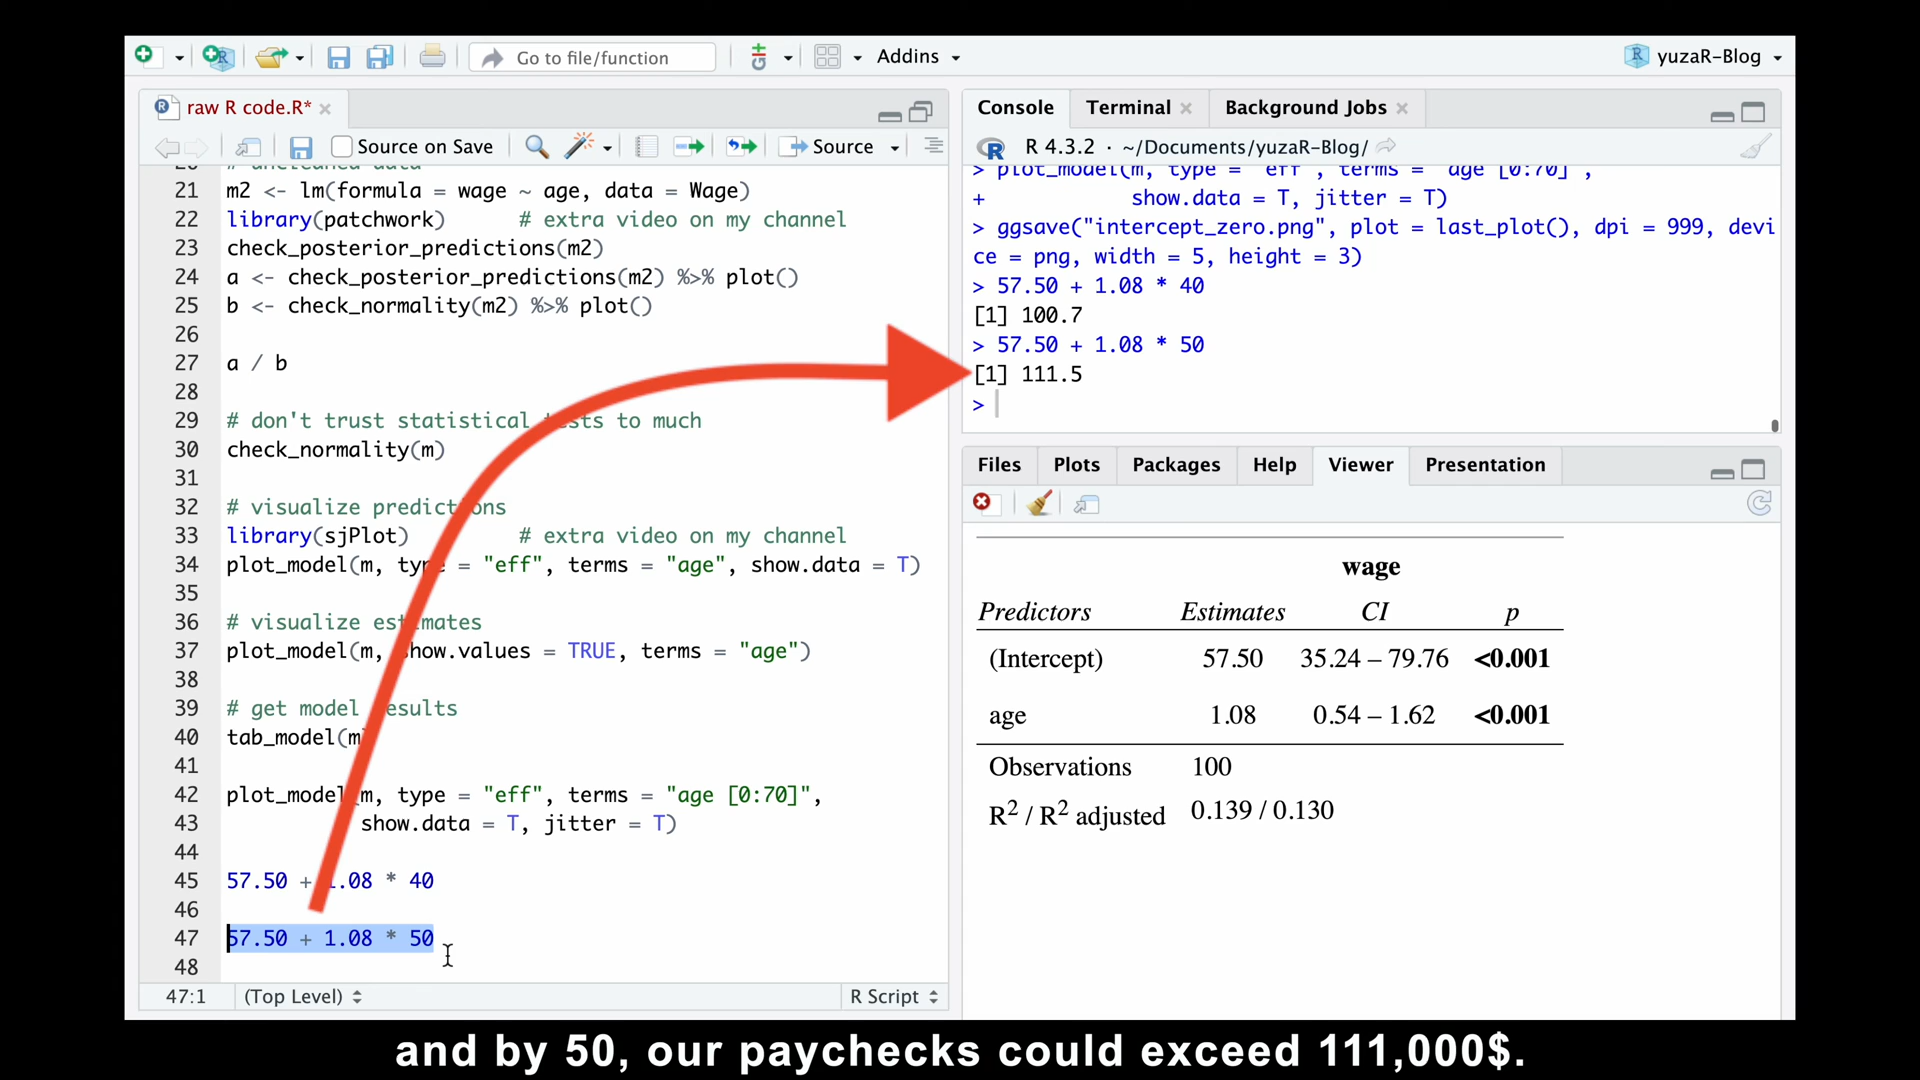 Go to file/function
Addins
yuzaR-Blog
raw R code.R*
Source on Save
Source
21 m2 <- lm(formula = wage ~ age, data = Wage)
22 library(patchwork) # extra video on my channel
23 check_posterior_predictions(m2)
24 a <- check_posterior_predictions(m2) %>% plot()
25 b <- check_normality(m2) %>% plot()
26
27 a / b
28
29 # don't trust statistical tests to much
30 check_normality(m)
31
32 # visualize predictions
33 library(sjPlot) # extra video on my channel
34 plot_model(m, type = "eff", terms = "age", show.data = T)
35
36 # visualize estimates
37 plot_model(m, show.values = TRUE, terms = "age")
38
39 # get model results
40 tab_model(m)
41
42 plot_model(m, type = "eff", terms = "age [0:70]",
43 show.data = T, jitter = T)
44
45 57.50 + 1.08 * 40
46
47 57.50 + 1.08 * 50
48
47:1 (Top Level) R Script
Console Terminal Background Jobs
R 4.3.2 · ~/Documents/yuzaR-Blog/
> plot_model(m, type = "eff", terms = "age [0:70]",
+ show.data = T, jitter = T)
> ggsave("intercept_zero.png", plot = last_plot(), dpi = 999, devi
ce = png, width = 5, height = 3)
> 57.50 + 1.08 * 40
[1] 100.7
> 57.50 + 1.08 * 50
[1] 111.5
>
Files Plots Packages Help Viewer Presentation
wage
Predictors Estimates CI p
(Intercept) 57.50 35.24 – 79.76 <0.001
age 1.08 0.54 – 1.62 <0.001
Observations 100
R2 / R2 adjusted 0.139 / 0.130
and by 50, our paychecks could exceed 111,000$.